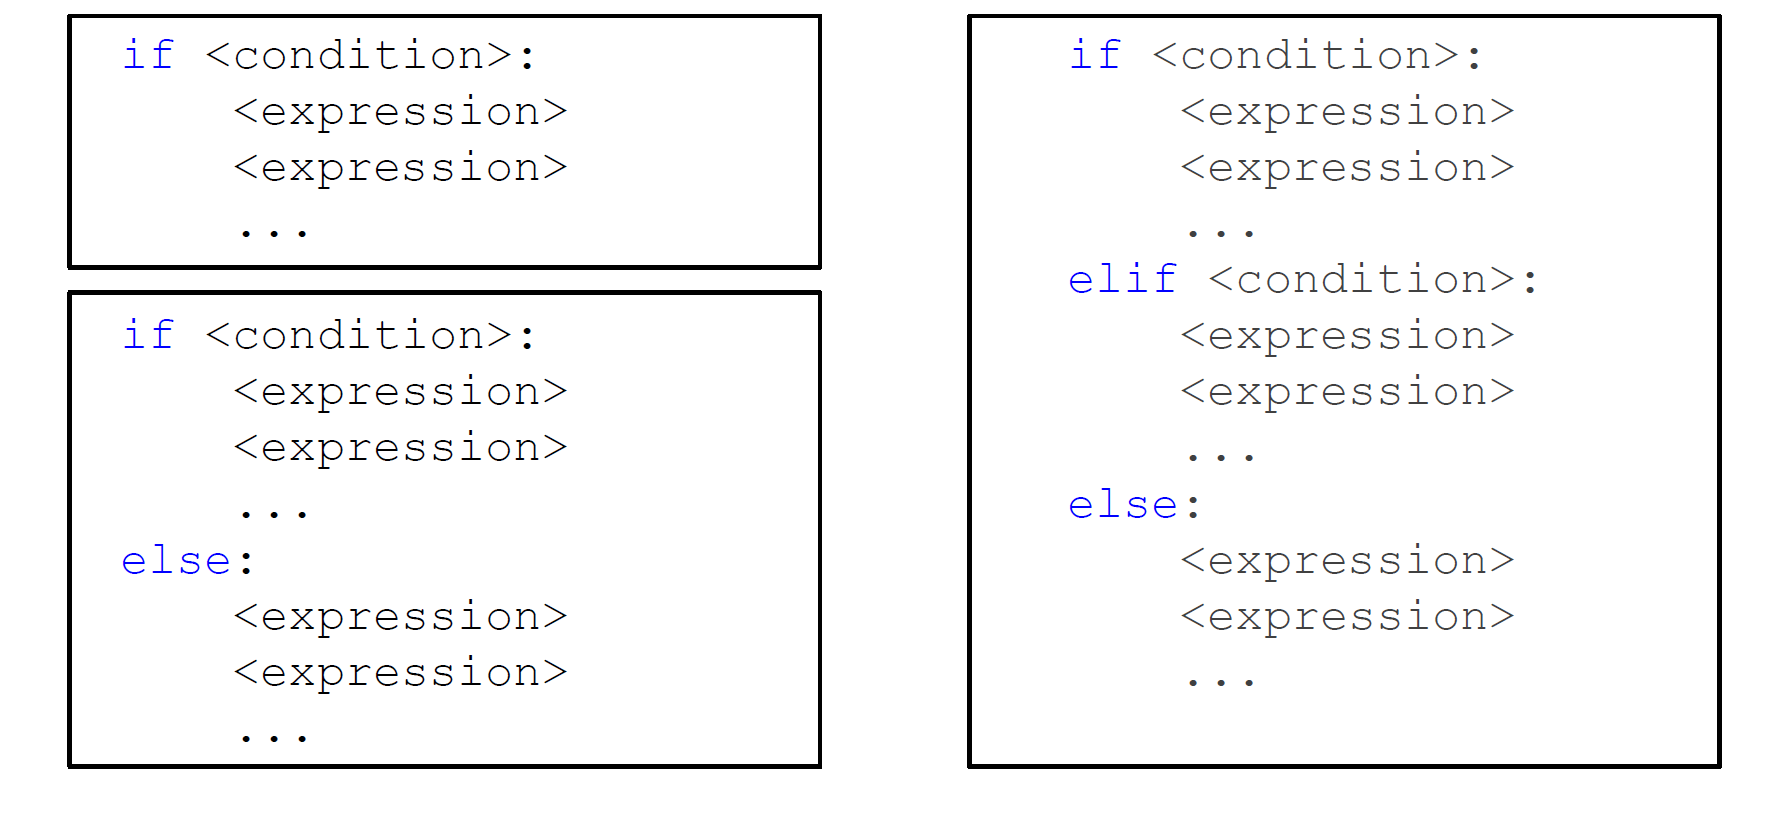 if <condition>:
    <expression>
    <expression>
    ...
if <condition>:
    <expression>
    <expression>
    ...
else:
    <expression>
    <expression>
    ...
if <condition>:
    <expression>
    <expression>
    ...
elif <condition>:
    <expression>
    <expression>
    ...
else:
    <expression>
    <expression>
    ...